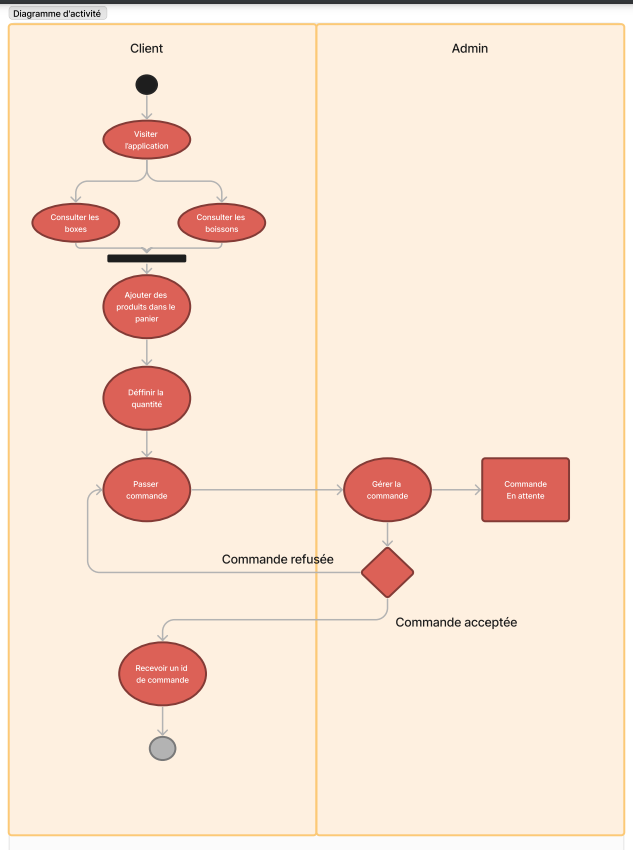 Diagramme d'activité
Client
Admin
Visiter
l'application
Consulter les
boxes
Consulter les
boissons
Ajouter des
produits dans le
panier
Déffinir la
quantité
Passer
commande
Gérer la
commande
Commande
En attente
Commande refusée
Commande acceptée
Recevoir un id
de commande